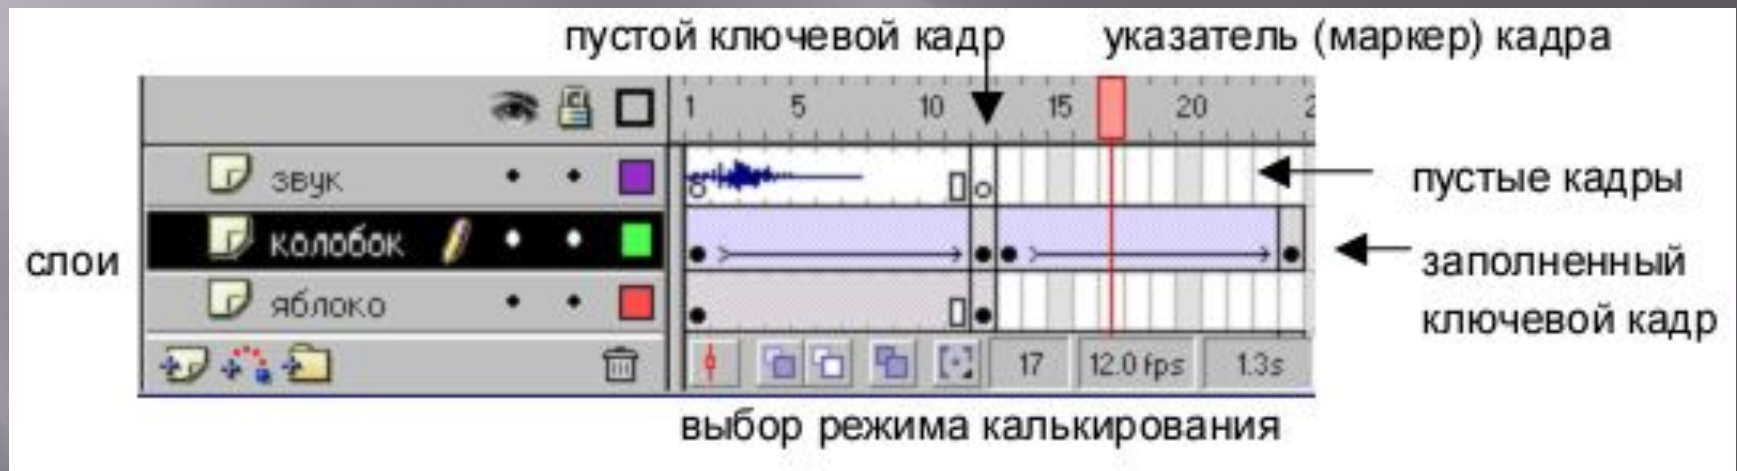 пустой ключевой кадр указатель (маркер) кадра
1 5 10 15 20 2
звук
пустые кадры
колобок
слои
заполненный
ключевой кадр
яблоко
17 12.0 fps 1.3s
выбор режима калькирования